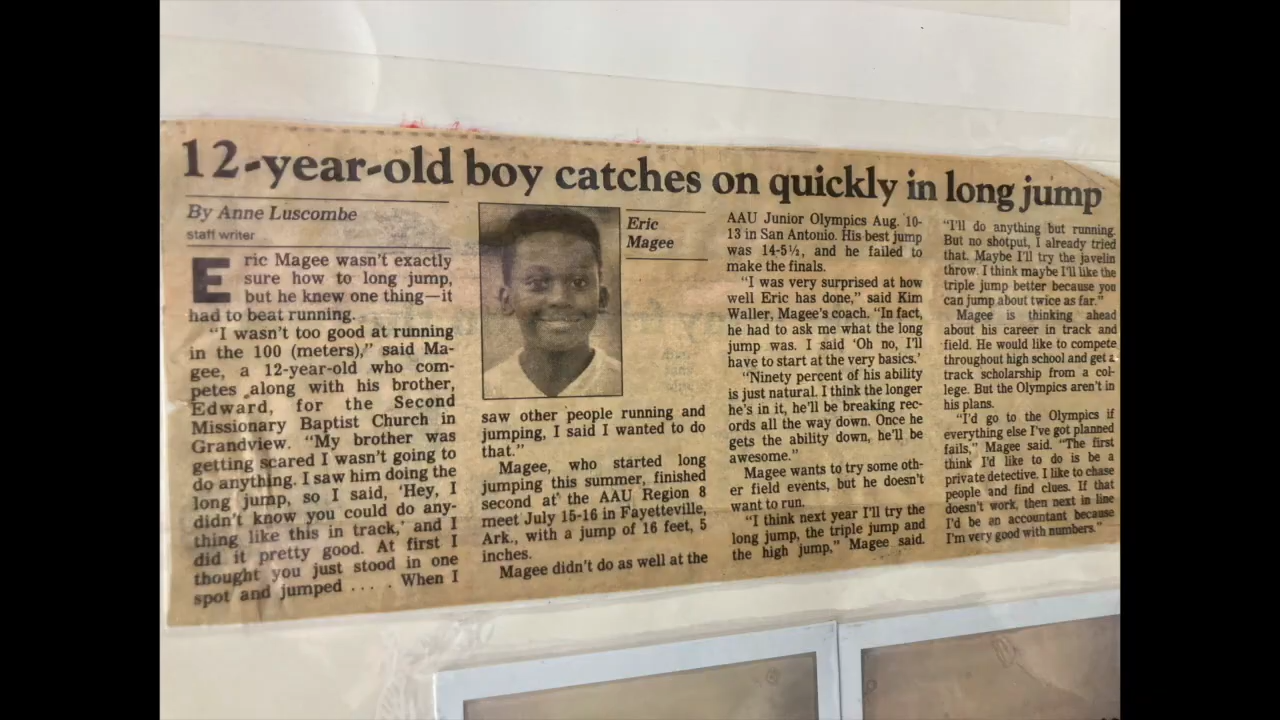 12-year-old boy catches on quickly in long jump
By Anne Luscombe
staff writer
Eric Magee wasn't exactly
sure how to long jump,
but he knew one thing—it
had to beat running.
"I wasn't too good at running
in the 100 (meters)," said Ma-
gee, a 12-year-old who com-
petes along with his brother,
Edward, for the Second
Missionary Baptist Church in
Grandview. "My brother was
getting scared I wasn't going to
do anything. I saw him doing the
long jump, so I said, 'Hey, I
didn't know you could do any-
thing like this in track,' and I
did it pretty good. At first I
thought you just stood in one
spot and jumped .... When I
Eric
Magee
saw other people running and
jumping, I said I wanted to do
that."
Magee, who started long
jumping this summer, finished
second at the AAU Region 8
meet July 15-16 in Fayetteville,
Ark., with a jump of 16 feet, 5
inches.
Magee didn't do as well at the
AAU Junior Olympics Aug. 10-
13 in San Antonio. His best jump
was 14-5½, and he failed to
make the finals.
"I was very surprised at how
well Eric has done," said Kim
Waller, Magee's coach. "In fact,
he had to ask me what the long
jump was. I said 'Oh no, I'll
have to start at the very basics.'
"Ninety percent of his ability
is just natural. I think the longer
he's in it, he'll be breaking rec-
ords all the way down. Once he
gets the ability down, he'll be
awesome."
Magee wants to try some oth-
er field events, but he doesn't
want to run.
"I think next year I'll try the
long jump, the triple jump and
the high jump," Magee said.
"I'll do anything but running.
But no shotput, I already tried
that. Maybe I'll try the javelin
throw. I think maybe I'll like the
triple jump better because you
can jump about twice as far."
Magee is thinking ahead
about his career in track and
field. He would like to compete
throughout high school and get a
track scholarship from a col-
lege. But the Olympics aren't in
his plans.
"I'd go to the Olympics if
everything else I've got planned
fails," Magee said. "The first
think I'd like to do is be a
private detective. I like to chase
people and find clues. If that
doesn't work, then next in line
I'd be an accountant because
I'm very good with numbers."